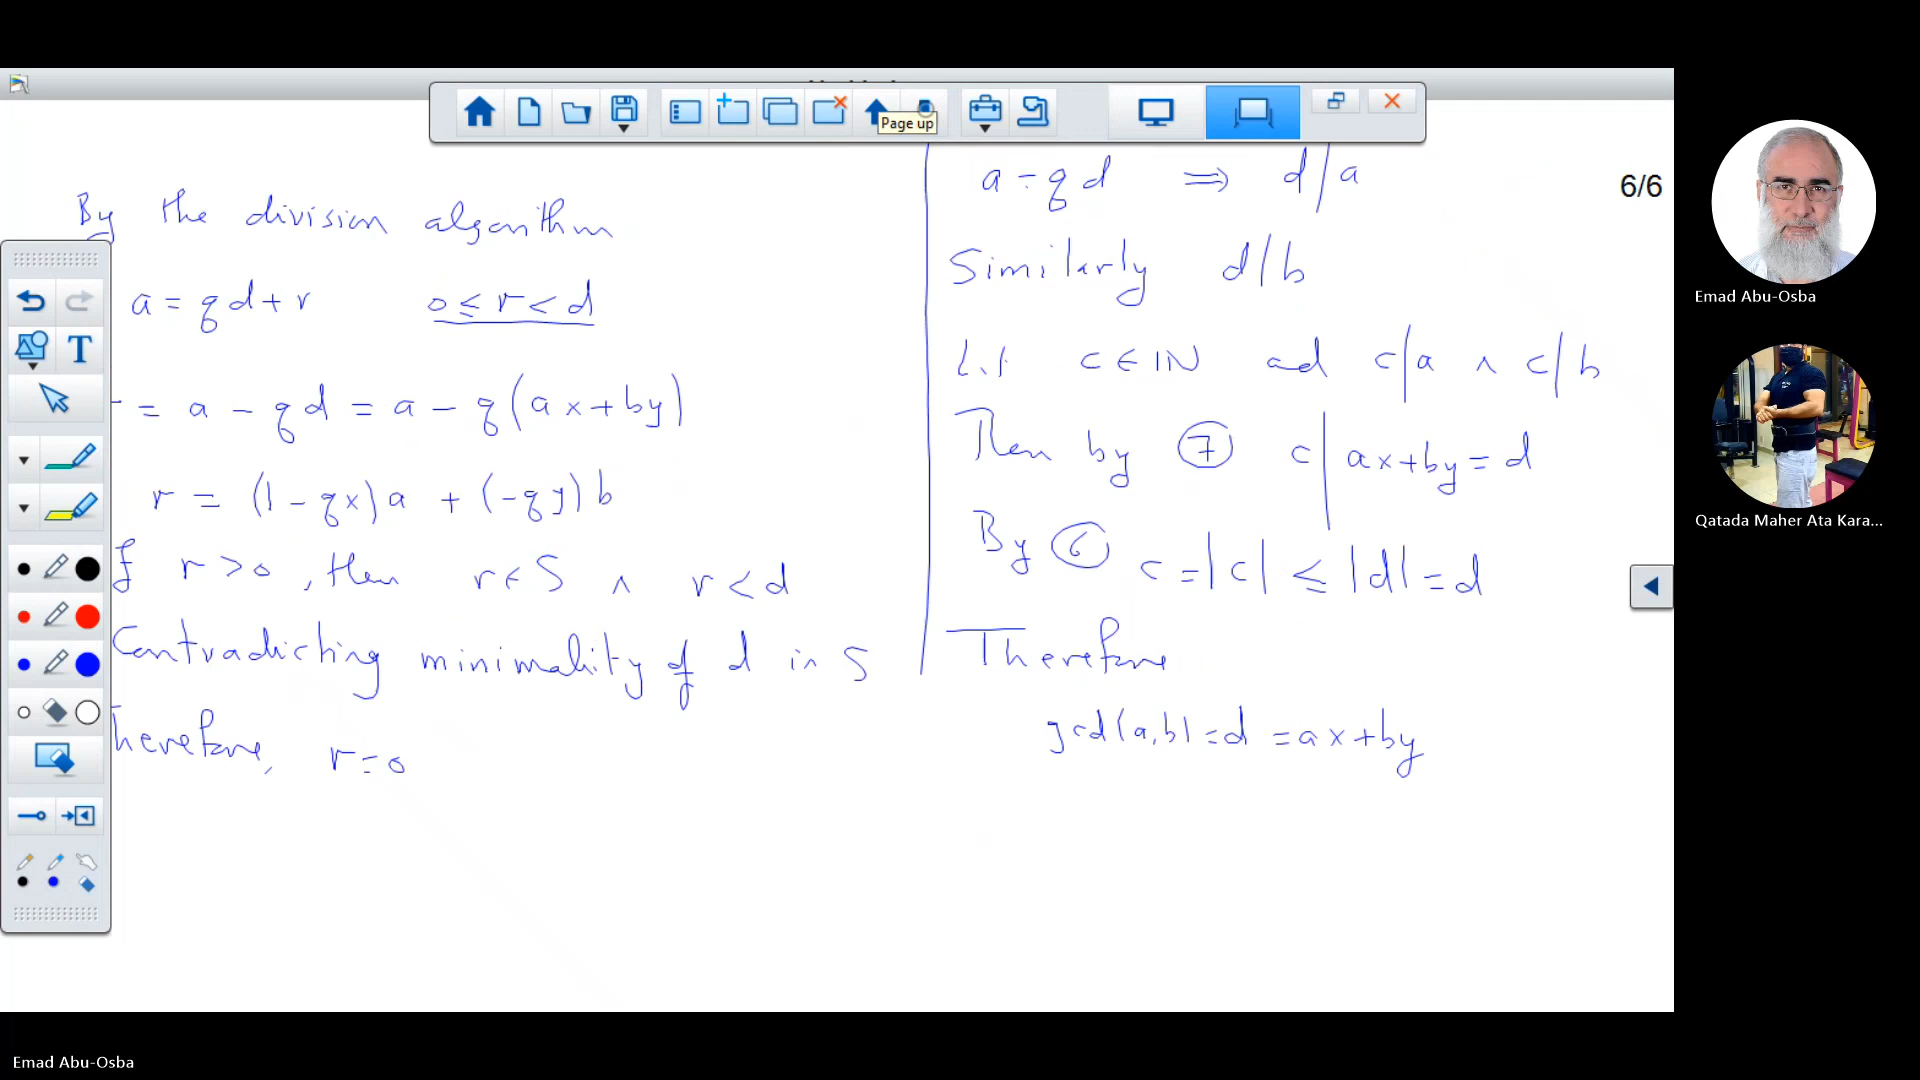 Page up
6/6
By the division algorithm
a = qd + r    0 ≤ r < d
= a - qd = a - q(ax + by)
r = (1 - qx)a + (-qy)b
f r > 0, then r ∈ S ∧ r < d
Contradicting minimality of d in S
herefore, r = 0
a = qd ⇒ d | a
Similarly d | b
Let c ∈ IN and c | a ∧ c | b
Then by ⑦ c | ax + by = d
By ⑥ c = |c| ≤ |d| = d
Therefore
gcd(a, b) = d = ax + by
T
Emad Abu-Osba
Qatada Maher Ata Kara...
Emad Abu-Osba